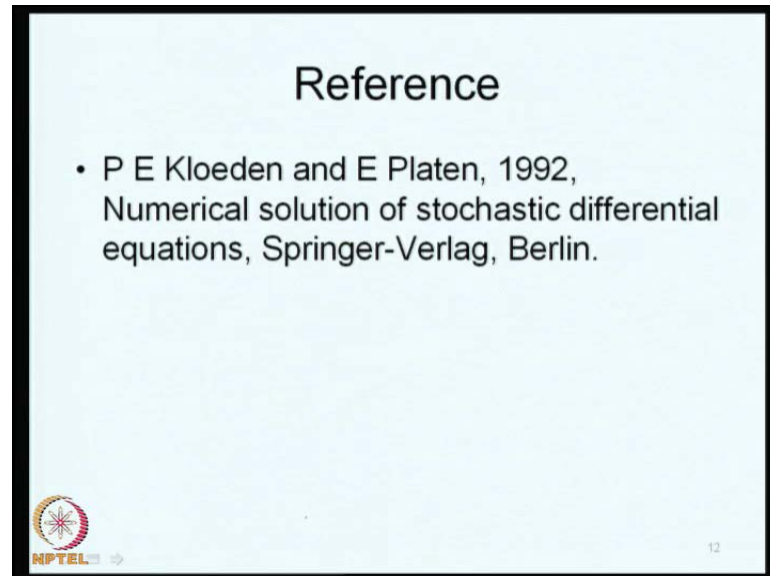 Reference
• P E Kloeden and E Platen, 1992,
Numerical solution of stochastic differential
equations, Springer-Verlag, Berlin.
NPTEL
12